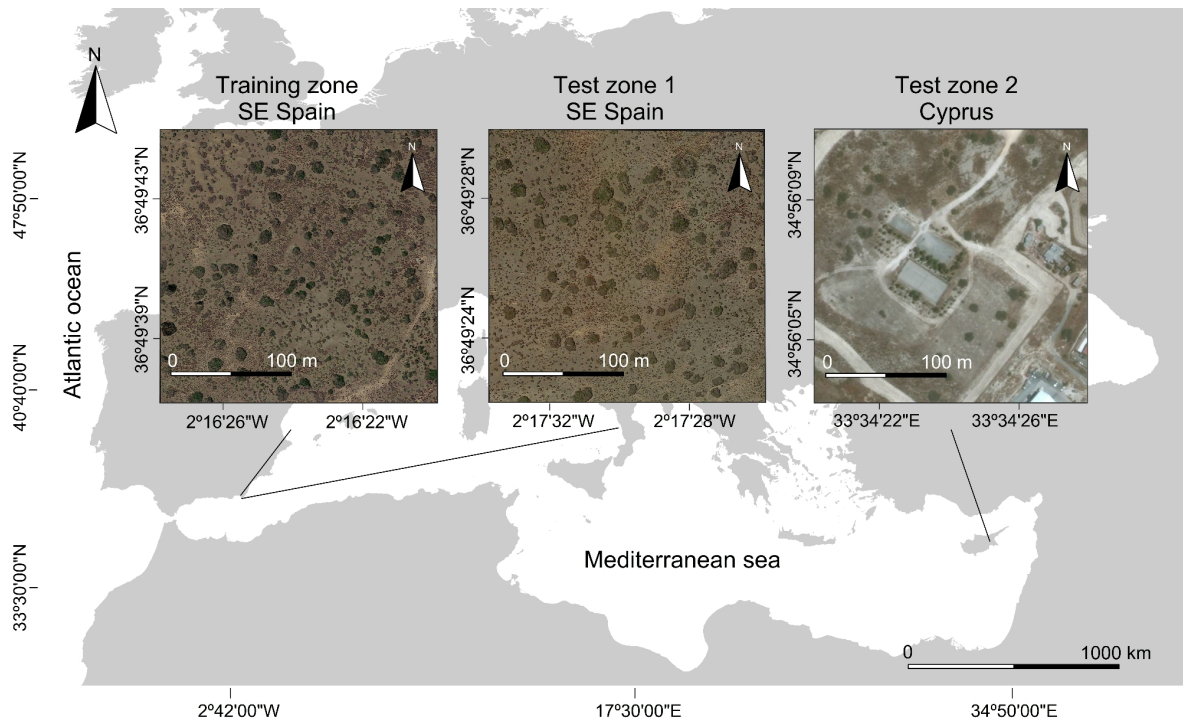 N
Training zone
SE Spain
Test zone 1
SE Spain
Test zone 2
Cyprus
N
N
N
47º50'00"N
36º49'43"N
36º49'28"N
34º56'09"N
Atlantic ocean
36º49'39"N
36º49'24"N
34º56'05"N
0 100 m
0 100 m
0 100 m
40º40'00"N
2º16'26"W 2º16'22"W
2º17'32"W 2º17'28"W
33º34'22"E 33º34'26"E
33º30'00"N
Mediterranean sea
0 1000 km
2º42'00"W 17º30'00"E 34º50'00"E